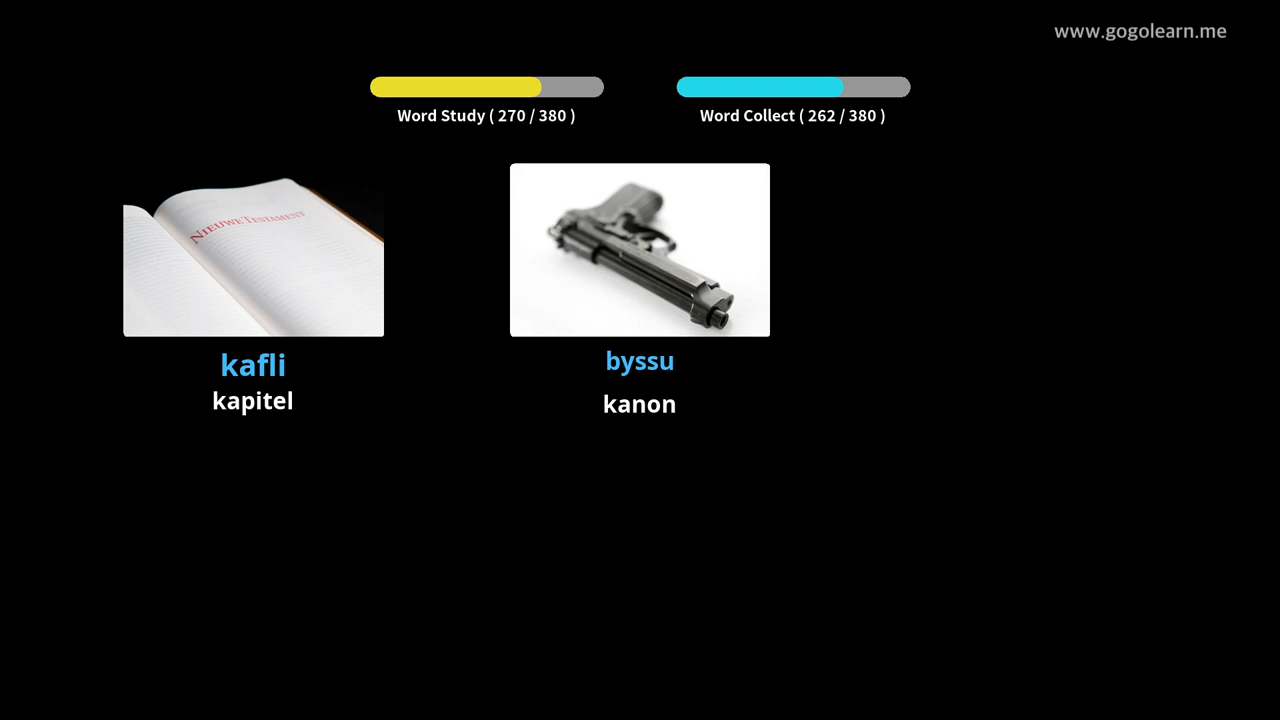 www.gogolearn.me
Word Study ( 270 / 380 )
Word Collect ( 262 / 380 )
NIEUWE TESTAMENT
kafli
kapitel
byssu
kanon